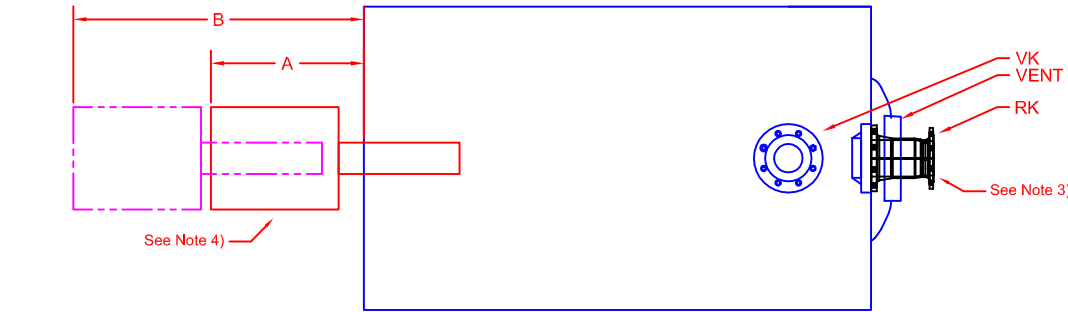 B
A
VK
VENT
RK
See Note 3)
See Note 4)